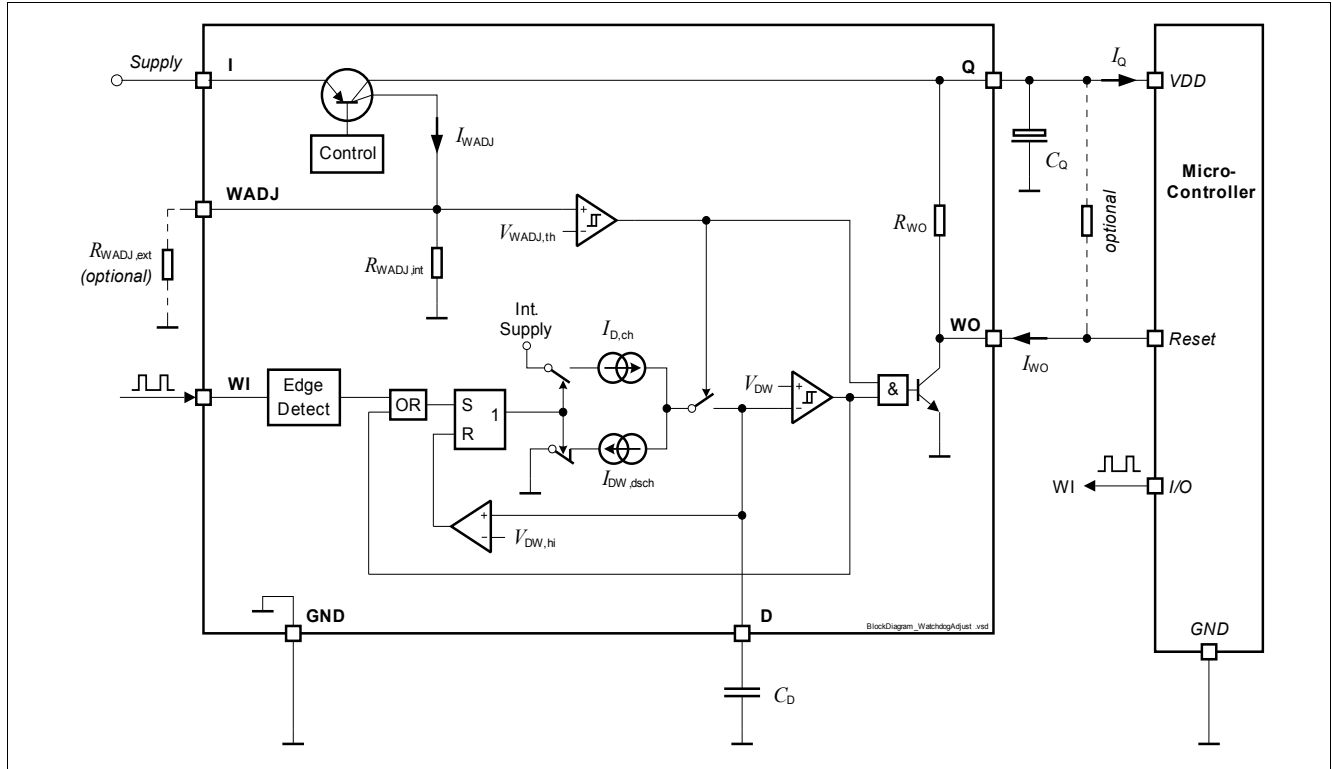 Supply
I
Q
I_Q
VDD
Control
I_WADJ
C_Q
Micro-
Controller
WADJ
R_WADJ,ext
(optional)
V_WADJ,th
R_WADJ,int
R_WO
optional
Int.
Supply
I_D,ch
WO
Reset
I_WO
WI
Edge
Detect
OR
S
R
1
V_DW
&
I_DW,dsch
WI
I/O
V_DW,hi
GND
D
BlockDiagram_WatchdogAdjust .vsd
GND
C_D
+
−
+
−
+
−